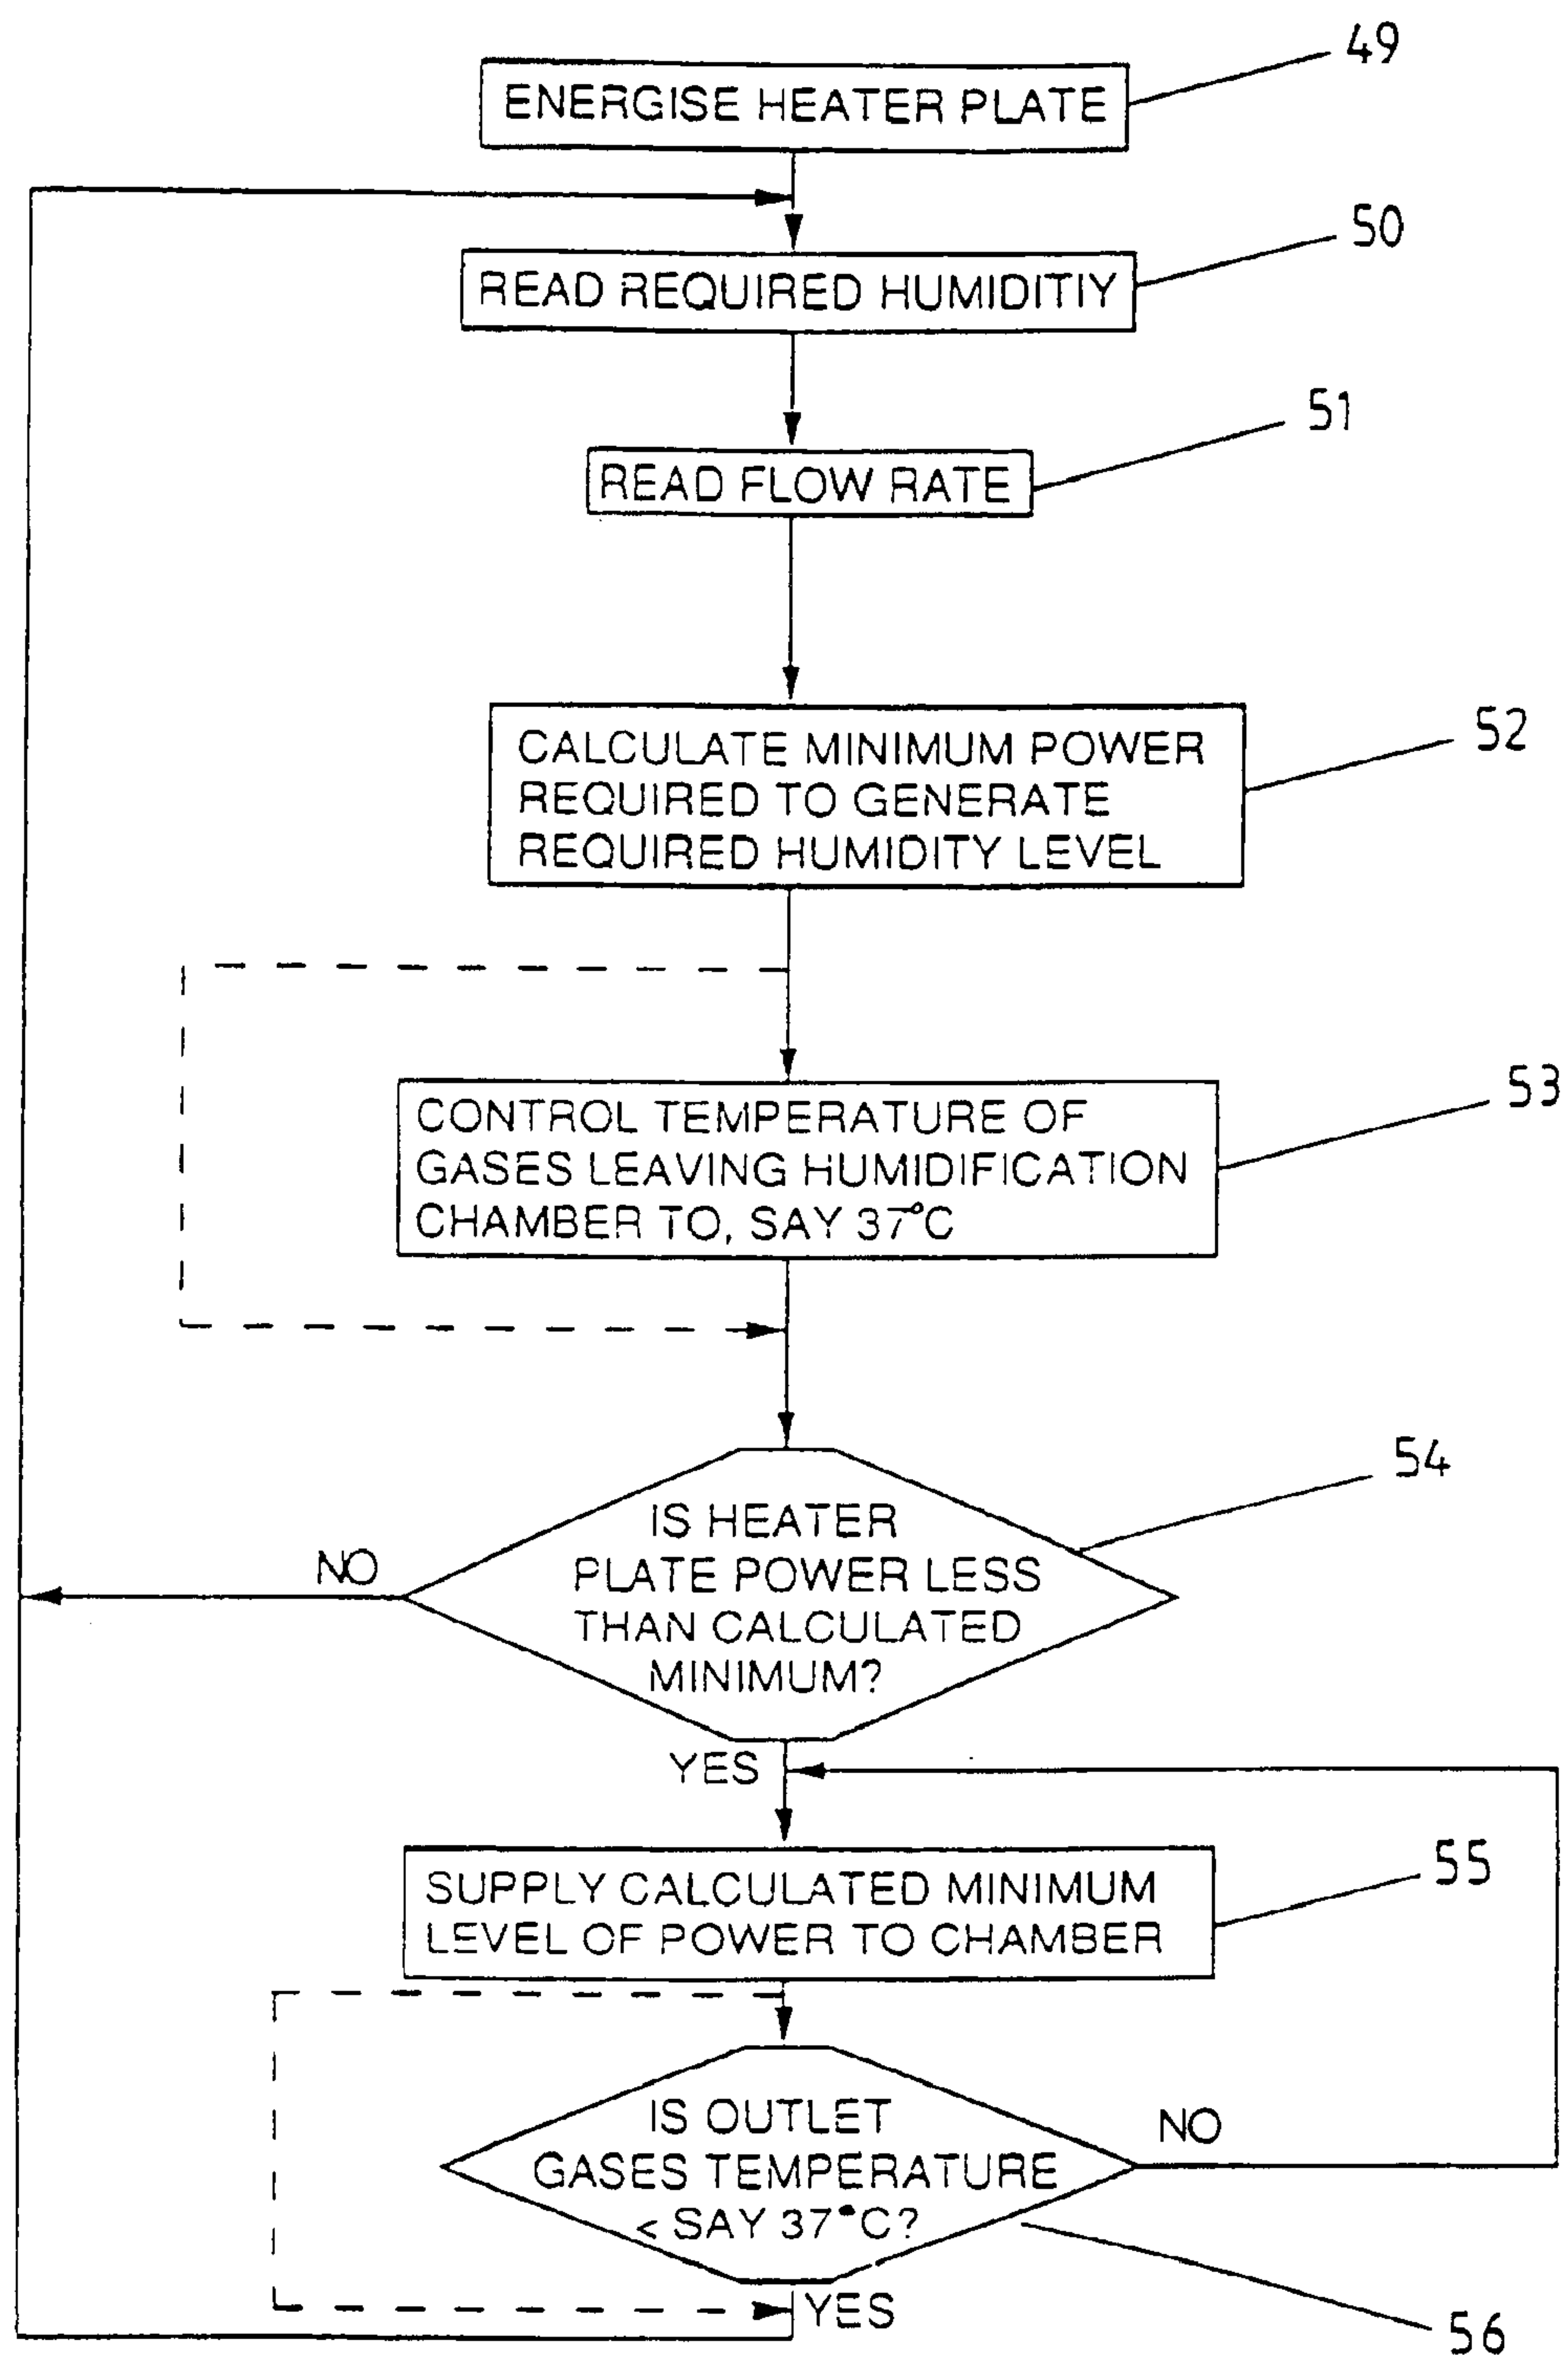 49
ENERGISE HEATER PLATE
50
READ REQUIRED HUMIDITIY
51
READ FLOW RATE
52
CALCULATE MINIMUM POWER
REQUIRED TO GENERATE
REQUIRED HUMIDITY LEVEL
53
CONTROL TEMPERATURE OF
GASES LEAVING HUMIDIFICATION
CHAMBER TO, SAY 37°C
54
IS HEATER
PLATE POWER LESS
THAN CALCULATED
MINIMUM?
NO
YES
55
SUPPLY CALCULATED MINIMUM
LEVEL OF POWER TO CHAMBER
IS OUTLET
GASES TEMPERATURE
< SAY 37°C?
NO
YES
56